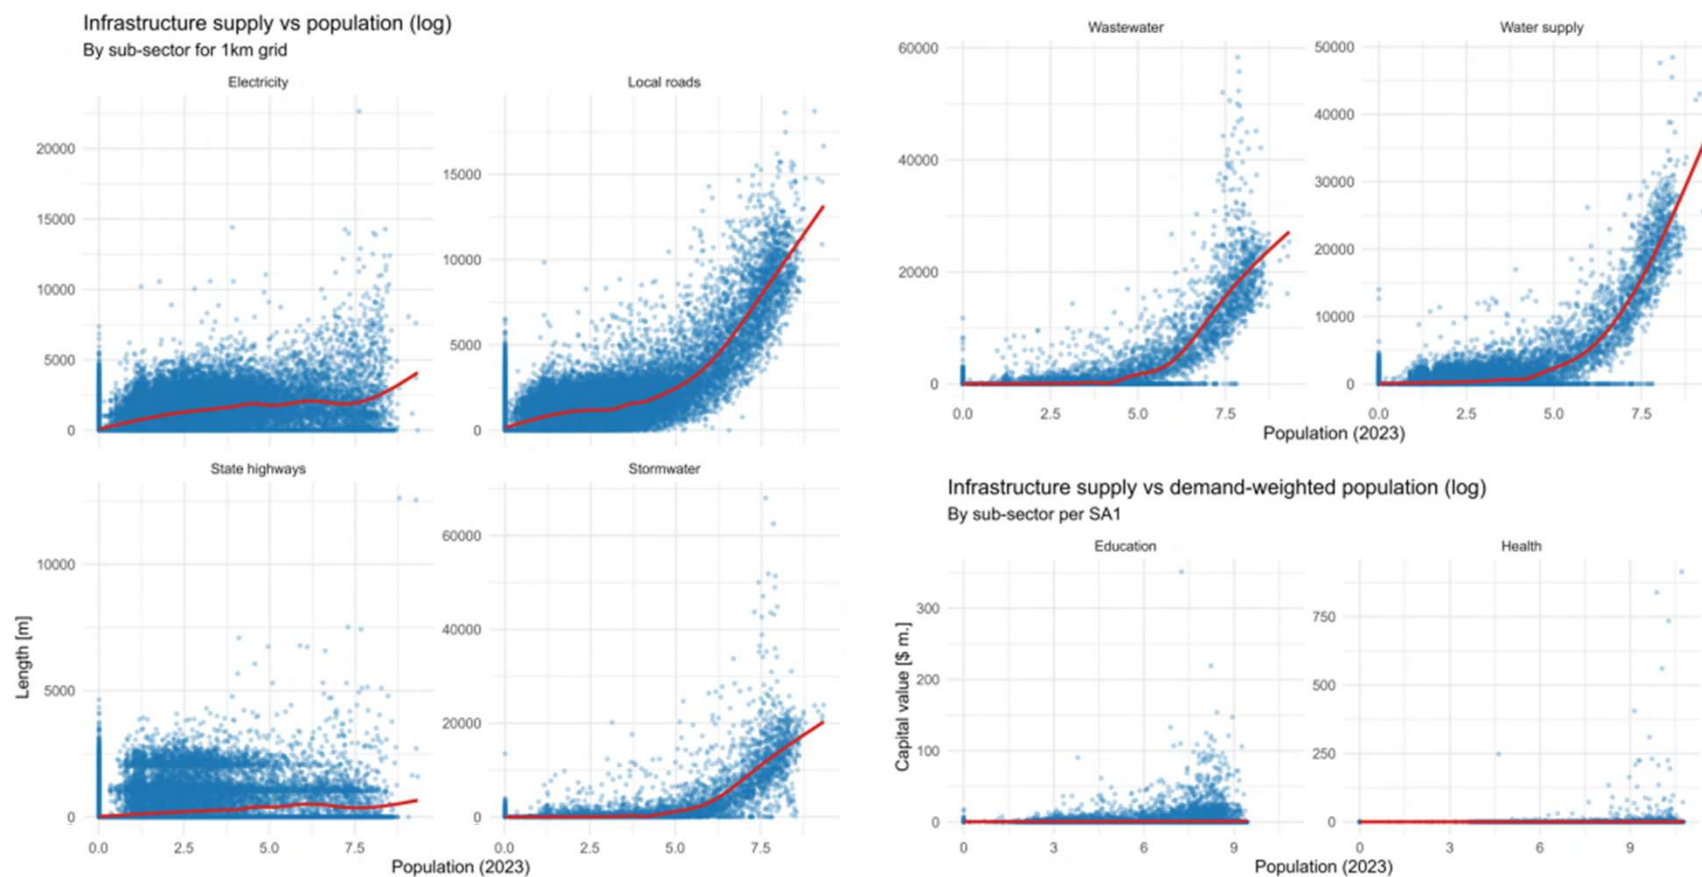 Infrastructure supply vs population (log)
By sub-sector for 1km grid
Electricity
Local roads
20000
15000
10000
5000
0
15000
10000
5000
0
State highways
Stormwater
Length [m]
10000
5000
0
60000
40000
20000
0
0.0 2.5 5.0 7.5
0.0 2.5 5.0 7.5
Population (2023)
Wastewater
Water supply
60000
40000
20000
0
50000
40000
30000
20000
10000
0
0.0 2.5 5.0 7.5
0.0 2.5 5.0 7.5
Population (2023)
Infrastructure supply vs demand-weighted population (log)
By sub-sector per SA1
Education
Health
Capital value [$ m.]
300
200
100
0
750
500
250
0
0 3 6 9
0 3 6 9
Population (2023)